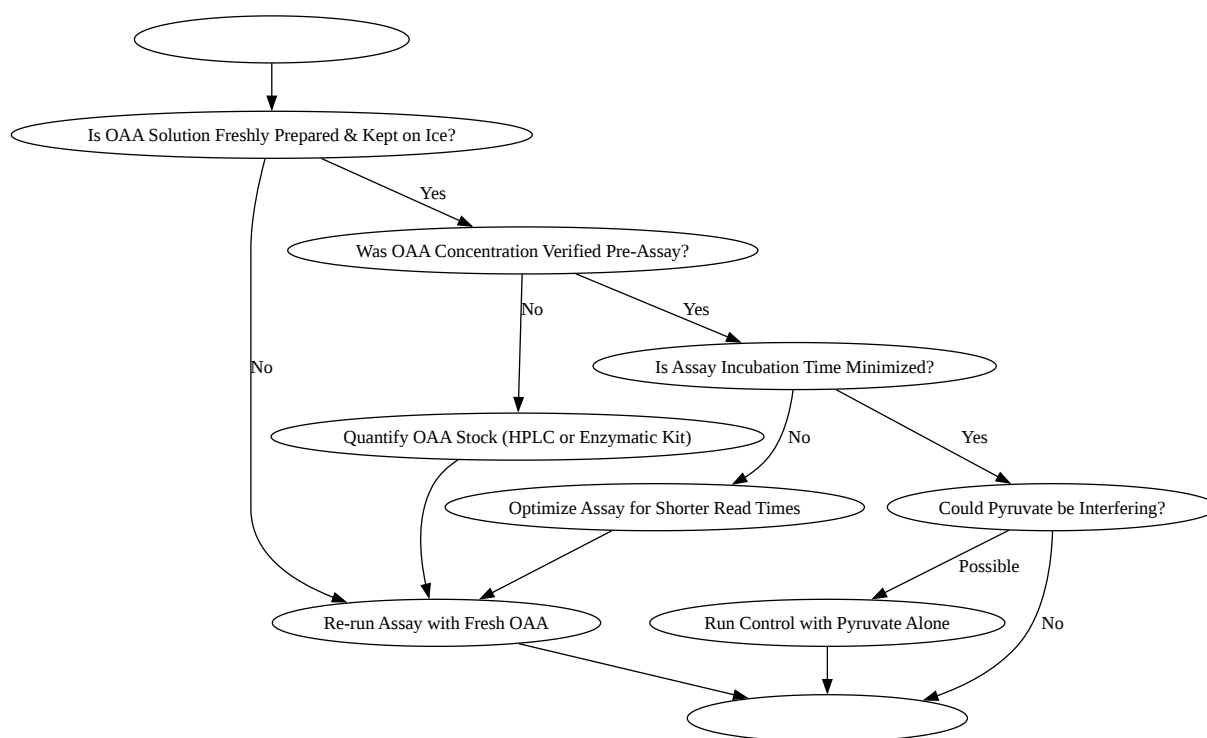 Is OAA Solution Freshly Prepared & Kept on Ice?
Yes
Was OAA Concentration Verified Pre-Assay?
No
Yes
No
Is Assay Incubation Time Minimized?
Quantify OAA Stock (HPLC or Enzymatic Kit)
No
Yes
Optimize Assay for Shorter Read Times
Could Pyruvate be Interfering?
Possible
Re-run Assay with Fresh OAA
Run Control with Pyruvate Alone
No